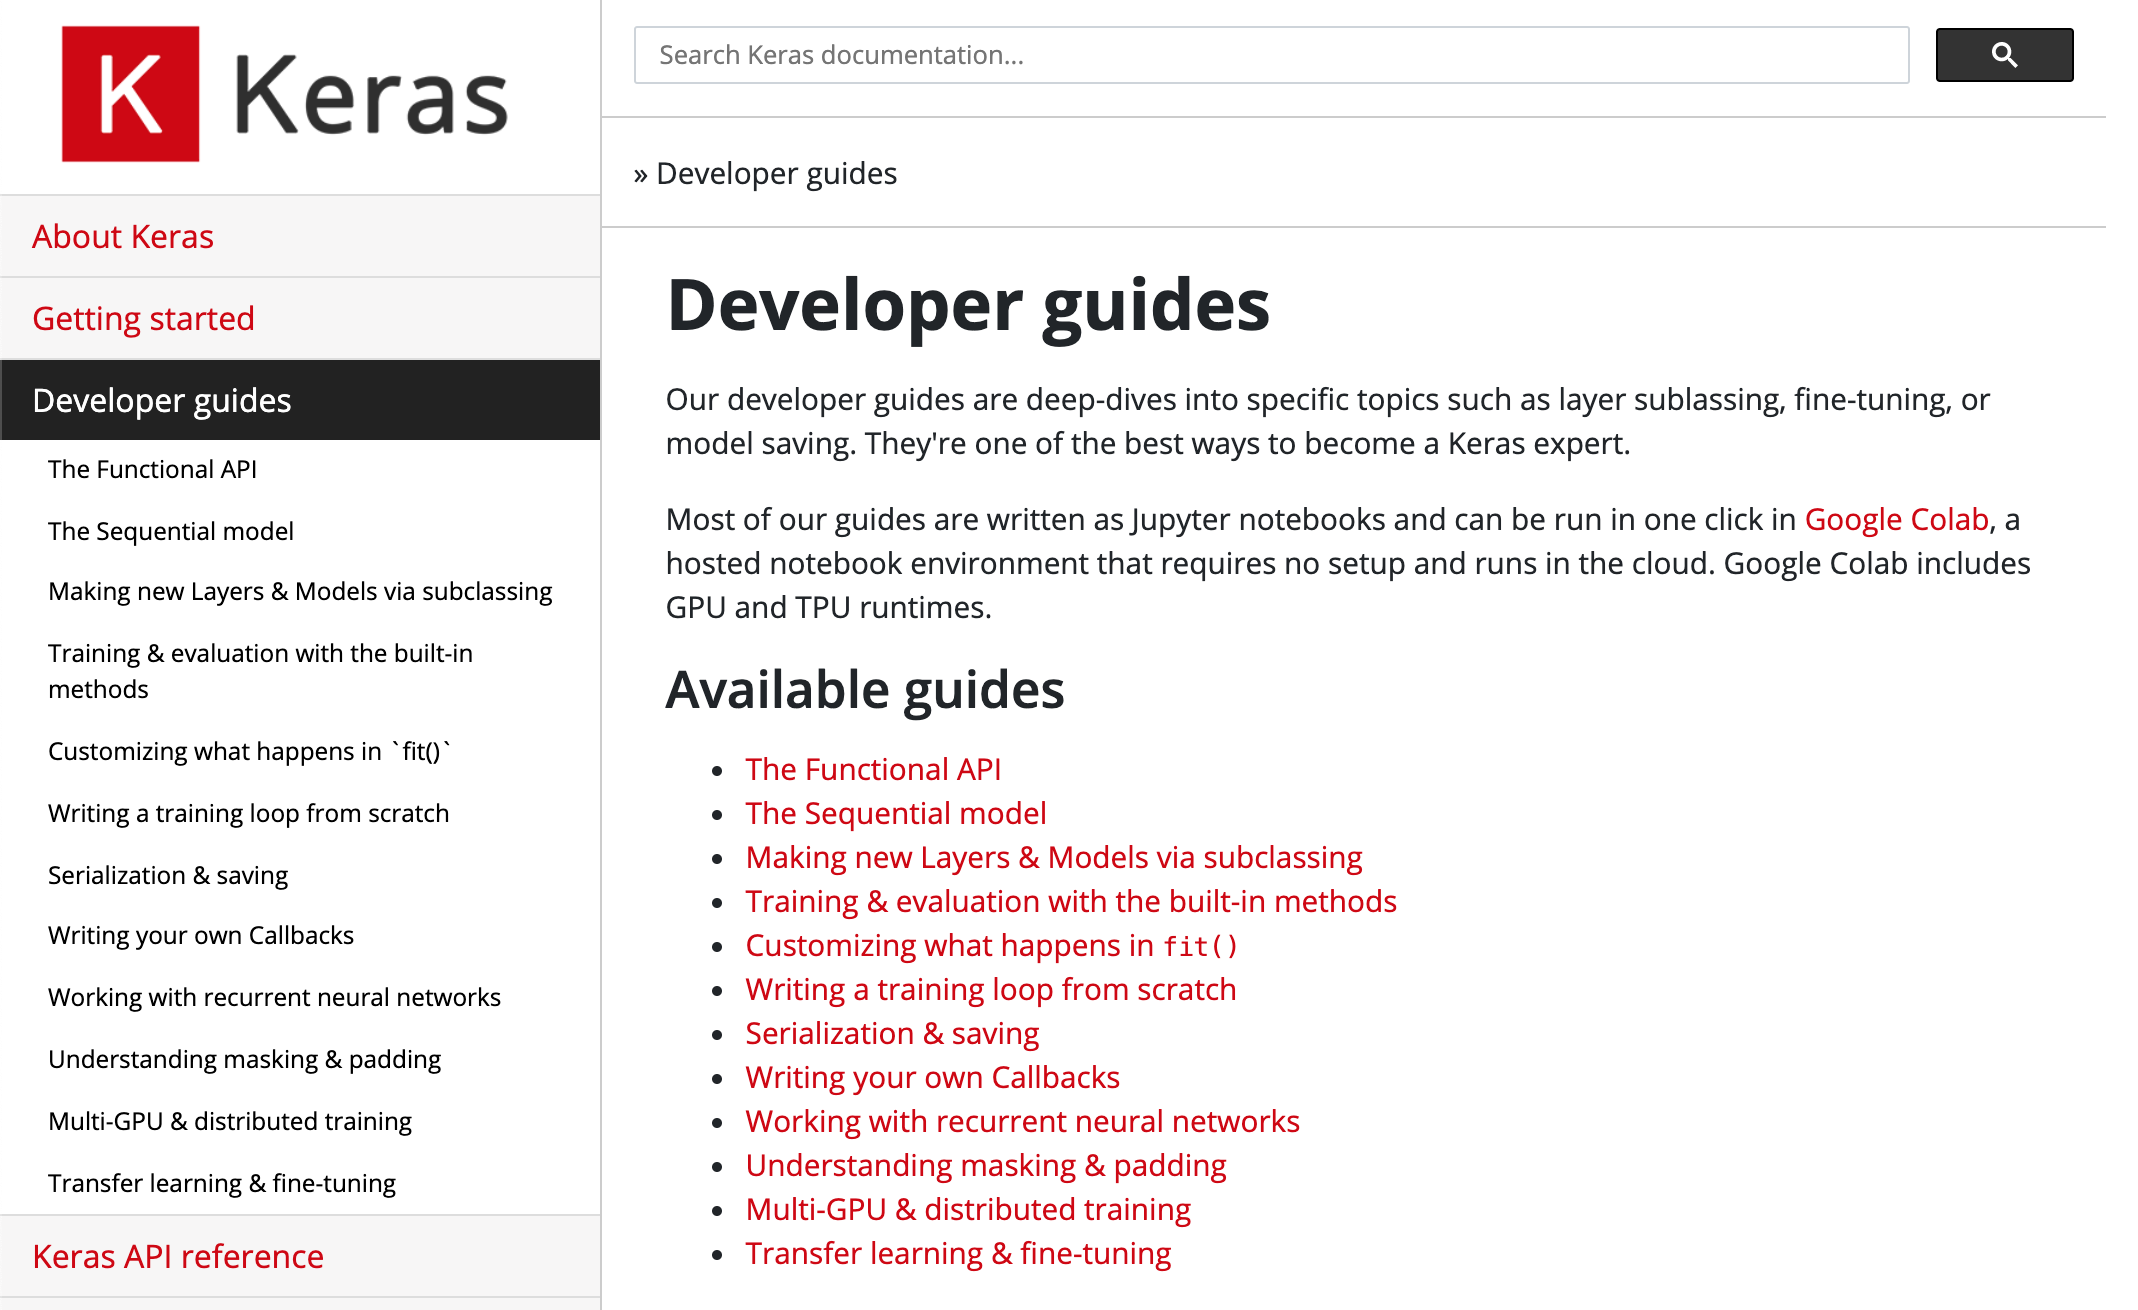 K Keras
About Keras
Getting started
Developer guides
The Functional API
The Sequential model
Making new Layers & Models via subclassing
Training & evaluation with the built-in
methods
Customizing what happens in `fit()`
Writing a training loop from scratch
Serialization & saving
Writing your own Callbacks
Working with recurrent neural networks
Understanding masking & padding
Multi-GPU & distributed training
Transfer learning & fine-tuning
Keras API reference
Search Keras documentation...
» Developer guides
Developer guides
Our developer guides are deep-dives into specific topics such as layer sublassing, fine-tuning, or
model saving. They're one of the best ways to become a Keras expert.
Most of our guides are written as Jupyter notebooks and can be run in one click in Google Colab, a
hosted notebook environment that requires no setup and runs in the cloud. Google Colab includes
GPU and TPU runtimes.
Available guides
• The Functional API
• The Sequential model
• Making new Layers & Models via subclassing
• Training & evaluation with the built-in methods
• Customizing what happens in fit()
• Writing a training loop from scratch
• Serialization & saving
• Writing your own Callbacks
• Working with recurrent neural networks
• Understanding masking & padding
• Multi-GPU & distributed training
• Transfer learning & fine-tuning